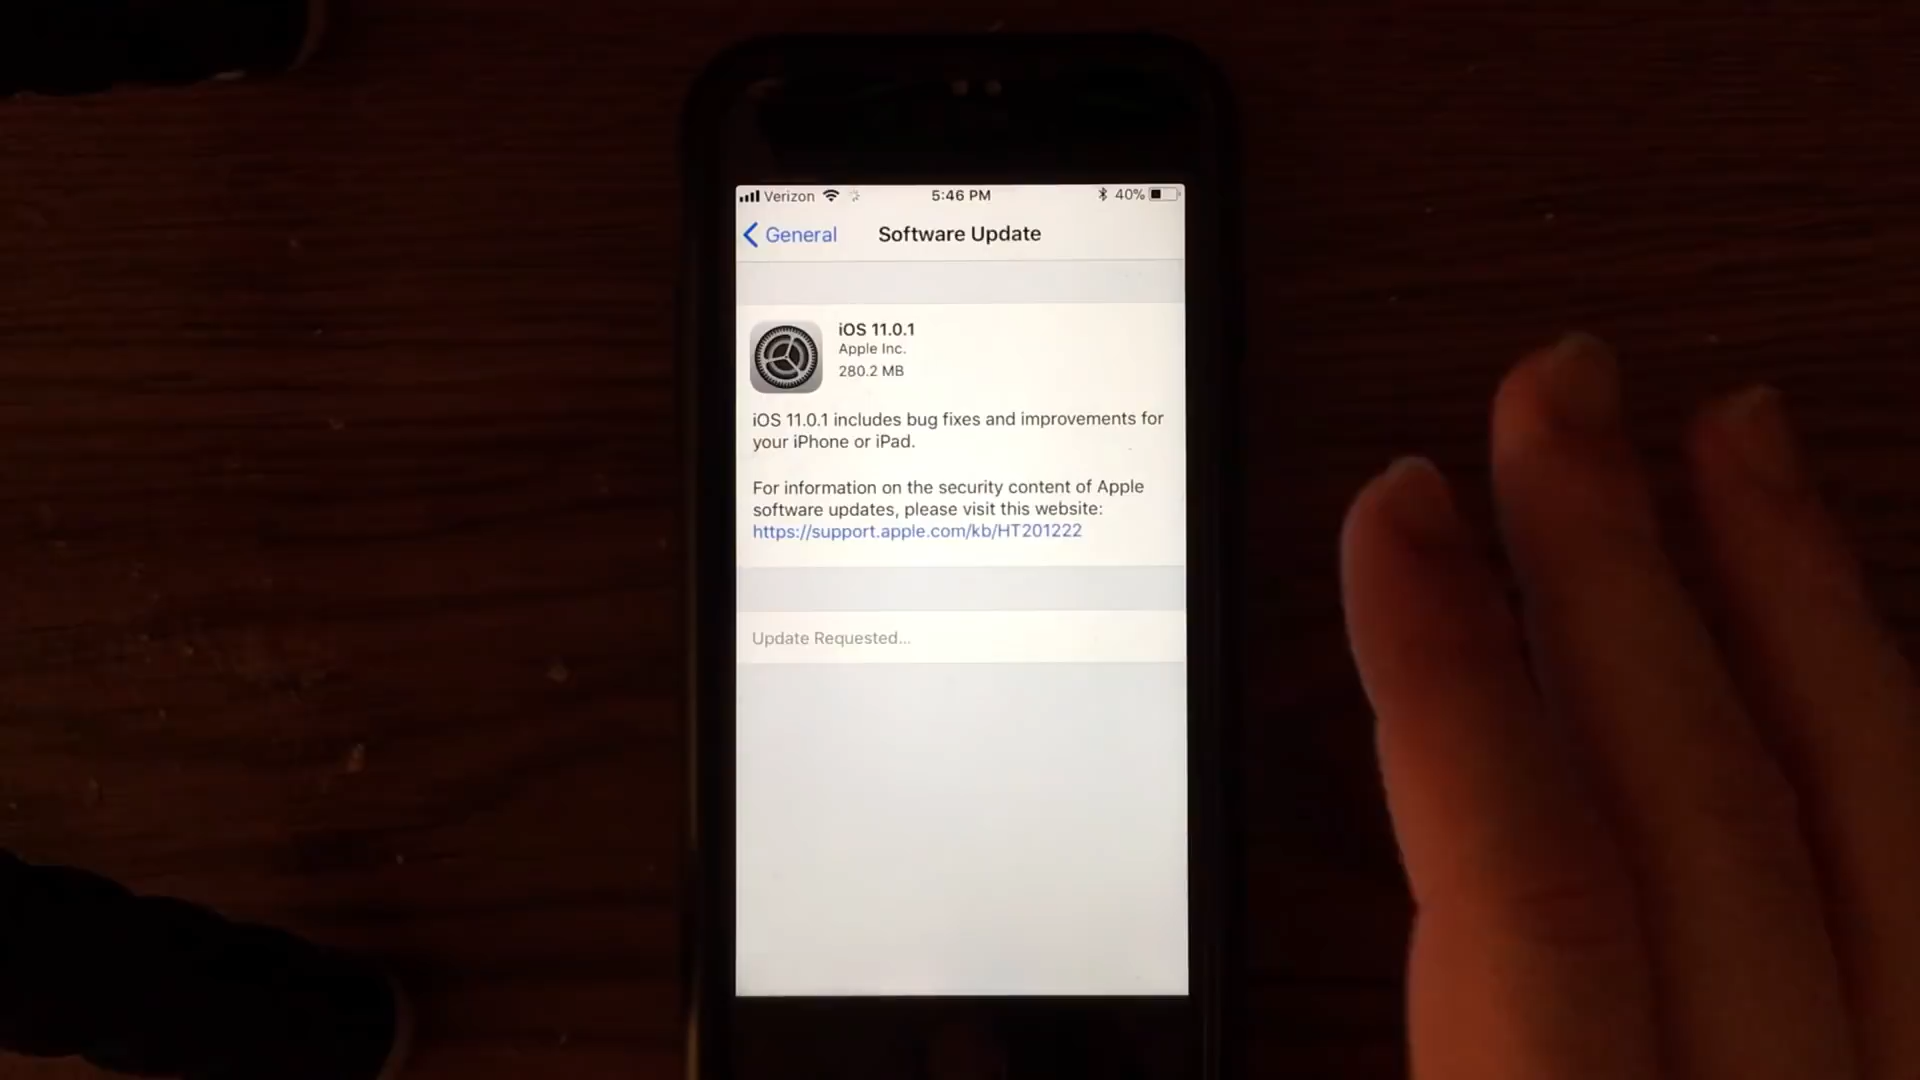 Verizon 5:46 PM 40%
General Software Update
iOS 11.0.1
Apple Inc.
280.2 MB
iOS 11.0.1 includes bug fixes and improvements for
your iPhone or iPad.
For information on the security content of Apple
software updates, please visit this website:
https://support.apple.com/kb/HT201222
Update Requested...